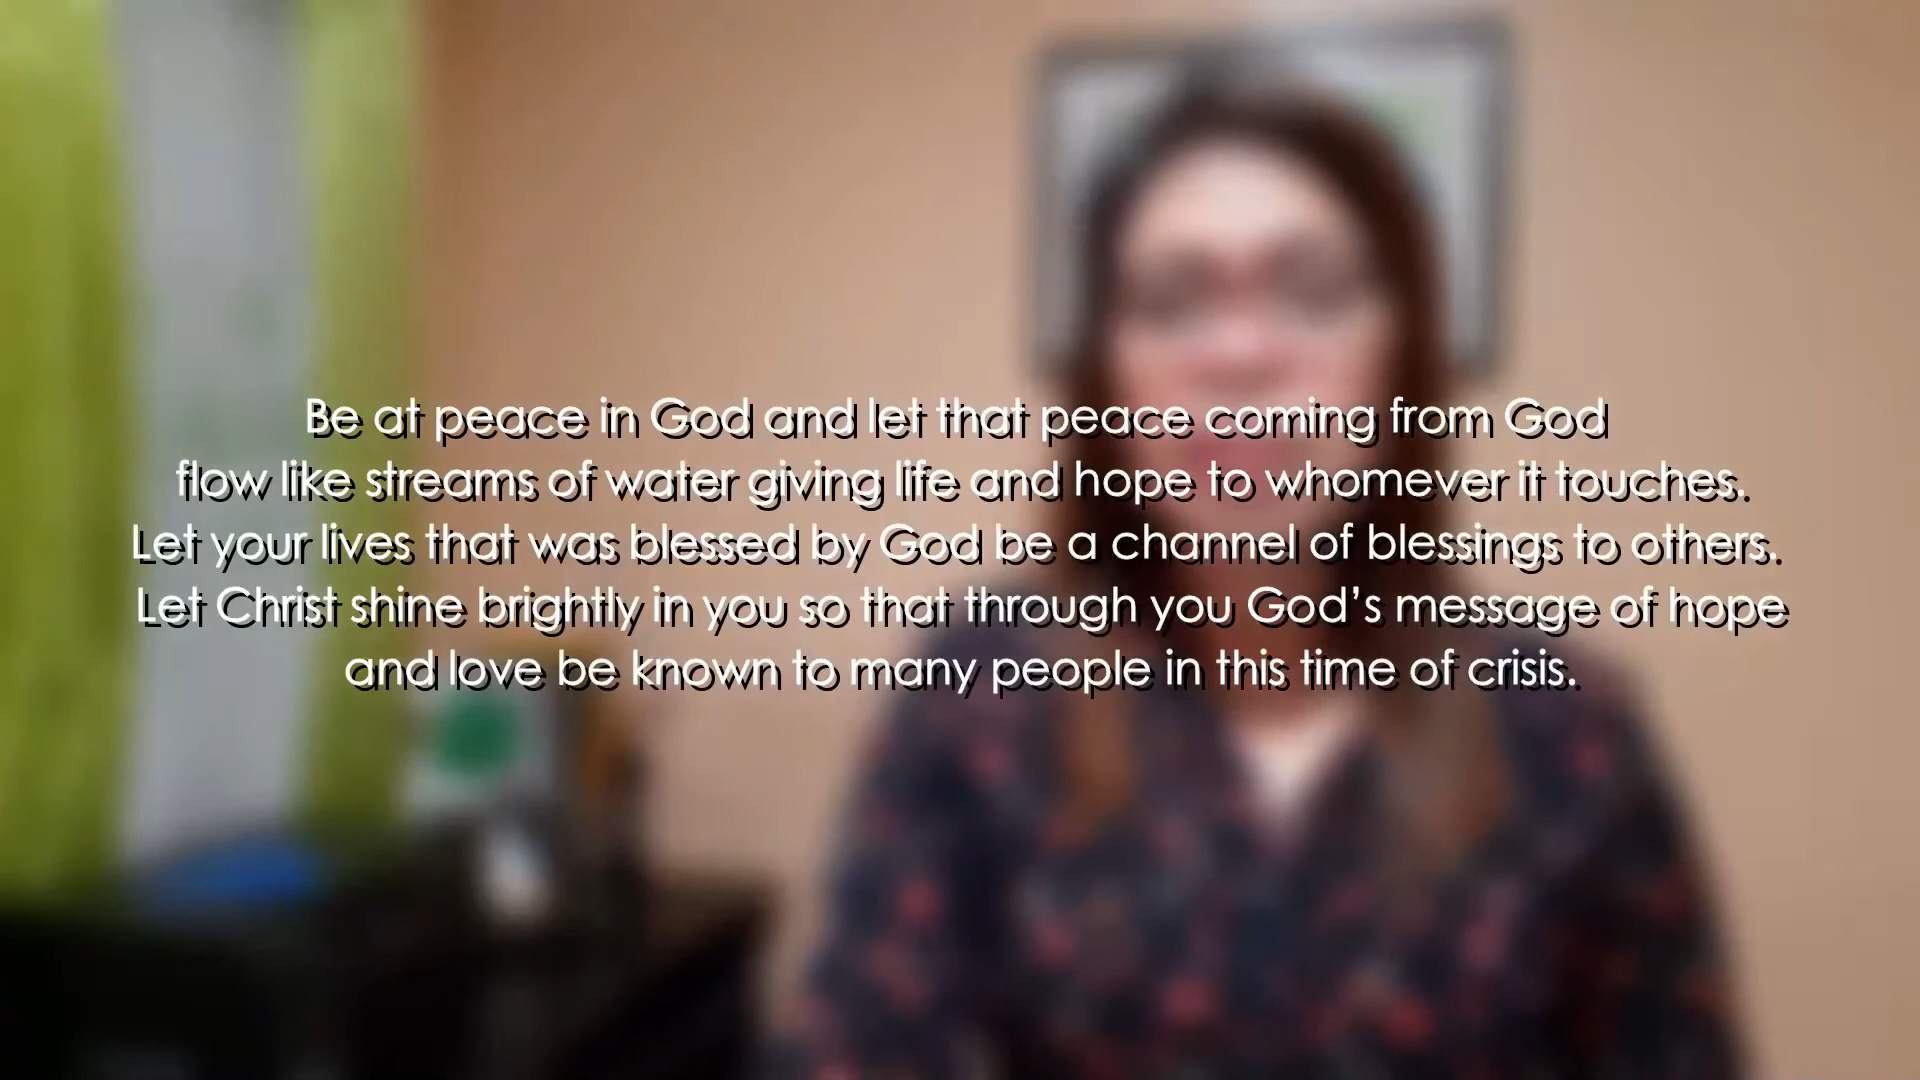 Be at peace in God and let that peace coming from God
flow like streams of water giving life and hope to whomever it touches.
Let your lives that was blessed by God be a channel of blessings to others.
Let Christ shine brightly in you so that through you God’s message of hope
and love be known to many people in this time of crisis.